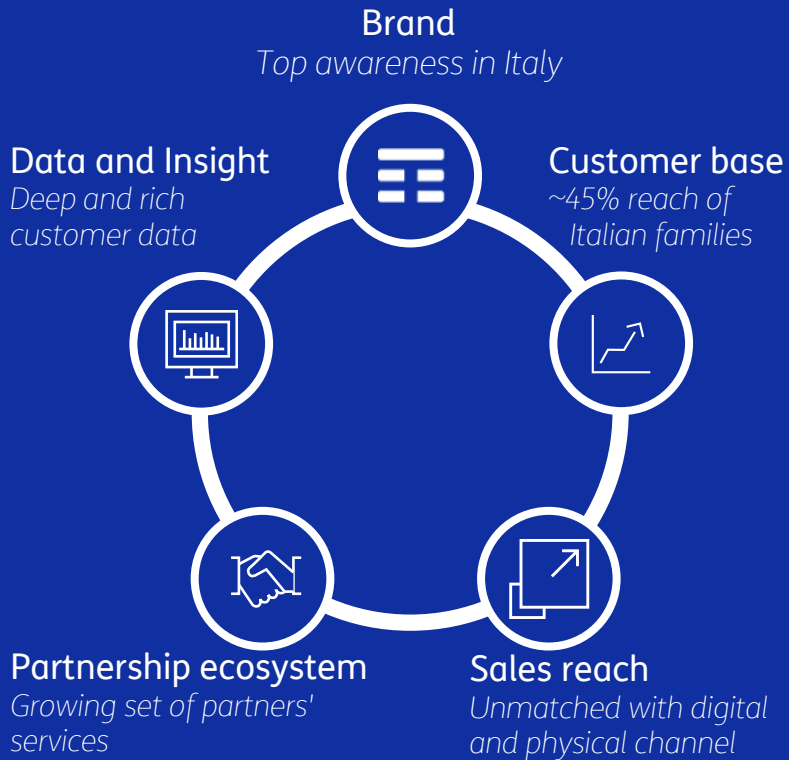 Brand
Top awareness in Italy
Data and Insight
Deep and rich
customer data
Customer base
~45% reach of
Italian families
Partnership ecosystem
Growing set of partners'
services
Sales reach
Unmatched with digital
and physical channel